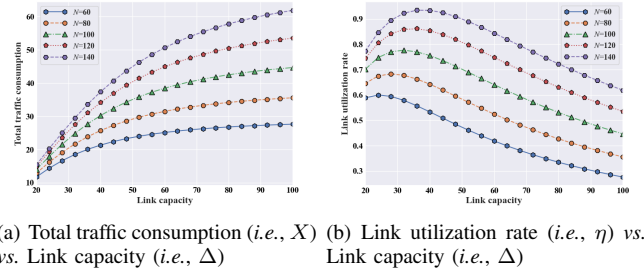 60
50
40
30
20
10
Total traffic consumption
N=60
N=80
N=100
N=120
N=140
20 30 40 50 60 70 80 90 100
Link capacity
0.9
0.8
0.7
0.6
0.5
0.4
0.3
Link utilization rate
N=60
N=80
N=100
N=120
N=140
20 30 40 50 60 70 80 90 100
Link capacity
(a) Total traffic consumption (i.e., X)
vs. Link capacity (i.e., Δ)
(b) Link utilization rate (i.e., η) vs.
Link capacity (i.e., Δ)